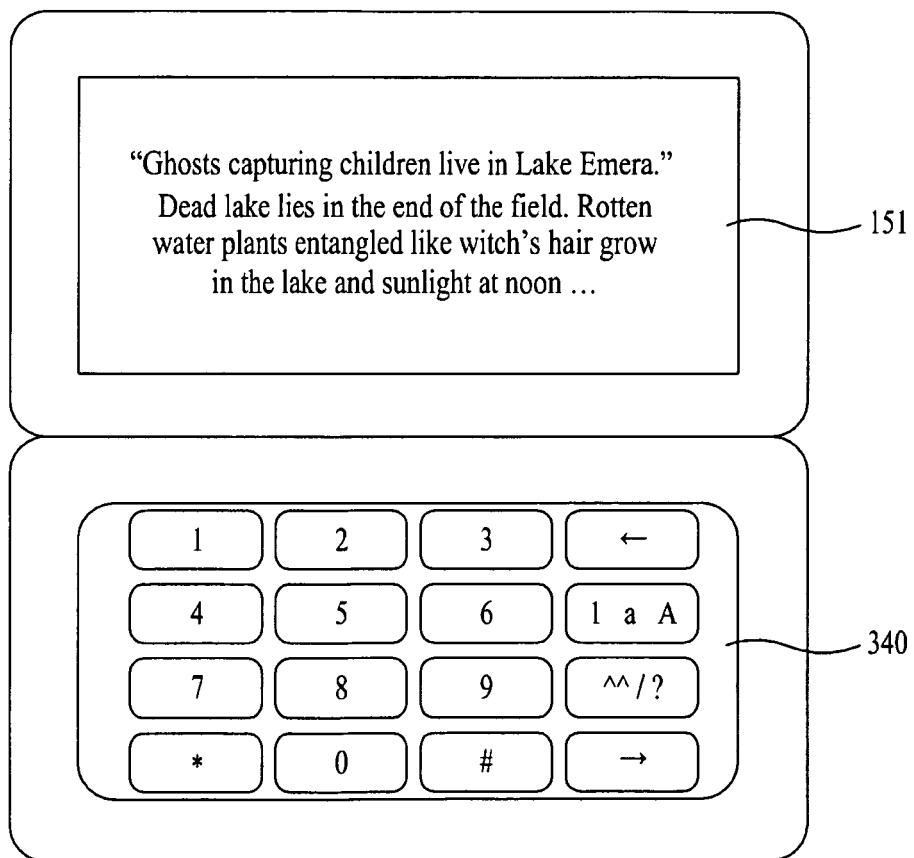 “Ghosts capturing children live in Lake Emera.”
Dead lake lies in the end of the field. Rotten
water plants entangled like witch’s hair grow
in the lake and sunlight at noon …
151
1 2 3 ←
4 5 6 1 a A
340
7 8 9 ^^ / ?
* 0 # →